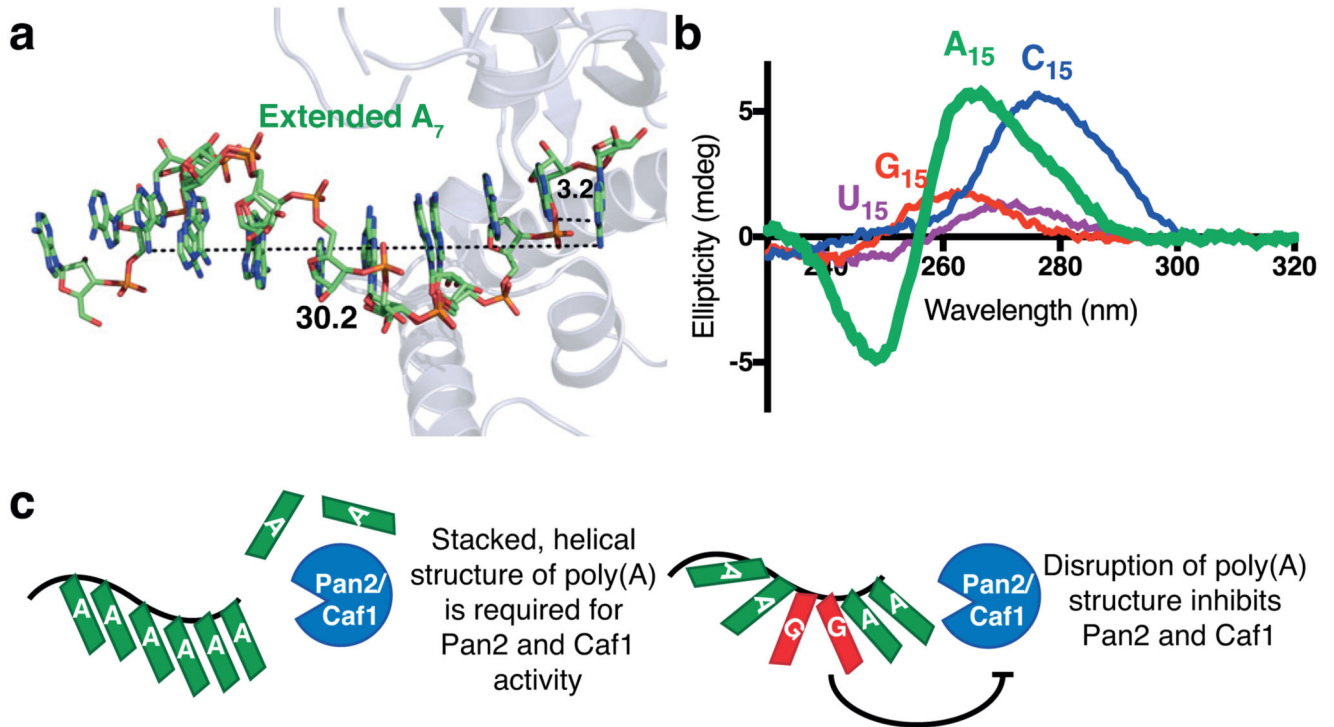 a
Extended A₇
3.2
30.2
b
A₁₅
C₁₅
G₁₅
U₁₅
Ellipticity (mdeg)
5
0
-5
240
260
280
300
320
Wavelength (nm)
c
A
A
A A A A A A
Pan2/
Caf1
Stacked, helical
structure of poly(A)
is required for
Pan2 and Caf1
activity
A A G G A A
Pan2/
Caf1
Disruption of poly(A)
structure inhibits
Pan2 and Caf1